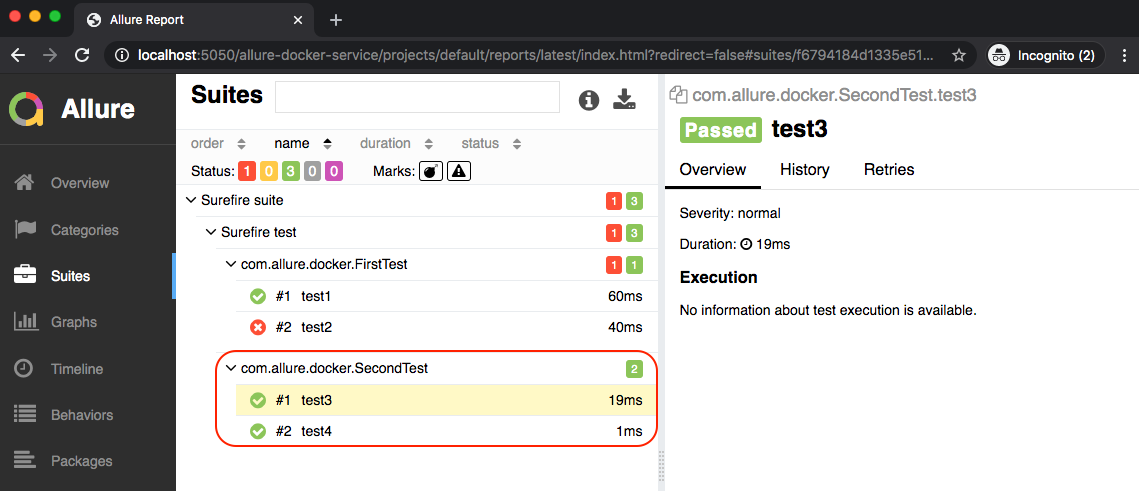 Allure Report
localhost:5050/allure-docker-service/projects/default/reports/latest/index.html?redirect=false#suites/f6794184d1335e51...
Incognito (2)
Allure
Overview
Categories
Suites
Graphs
Timeline
Behaviors
Packages
Suites
order name duration status
Status: 1 0 3 0 0 Marks:
Surefire suite 1 3
Surefire test 1 3
com.allure.docker.FirstTest 1 1
#1 test1 60ms
#2 test2 40ms
com.allure.docker.SecondTest 2
#1 test3 19ms
#2 test4 1ms
com.allure.docker.SecondTest.test3
Passed test3
Overview History Retries
Severity: normal
Duration: 19ms
Execution
No information about test execution is available.